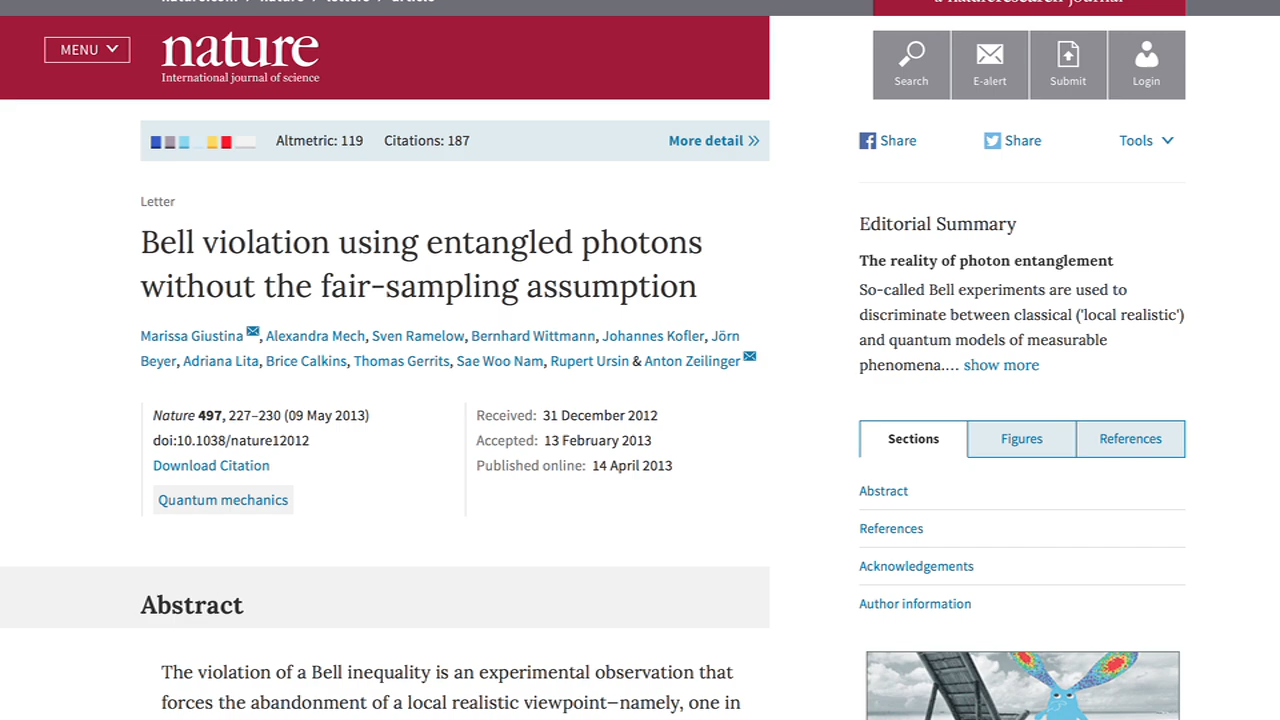 nature.com > nature > letters > article
a natureresearch journal
MENU
nature
International journal of science
Search
E-alert
Submit
Login
Altmetric: 119 Citations: 187 More detail »
Share
Share
Tools
Letter
Bell violation using entangled photons
without the fair-sampling assumption
Marissa Giustina, Alexandra Mech, Sven Ramelow, Bernhard Wittmann, Johannes Kofler, Jörn
Beyer, Adriana Lita, Brice Calkins, Thomas Gerrits, Sae Woo Nam, Rupert Ursin & Anton Zeilinger
Nature 497, 227–230 (09 May 2013)
doi:10.1038/nature12012
Download Citation
Quantum mechanics
Received: 31 December 2012
Accepted: 13 February 2013
Published online: 14 April 2013
Abstract
The violation of a Bell inequality is an experimental observation that
forces the abandonment of a local realistic viewpoint—namely, one in
Editorial Summary
The reality of photon entanglement
So-called Bell experiments are used to
discriminate between classical ('local realistic')
and quantum models of measurable
phenomena.... show more
Sections
Figures
References
Abstract
References
Acknowledgements
Author information